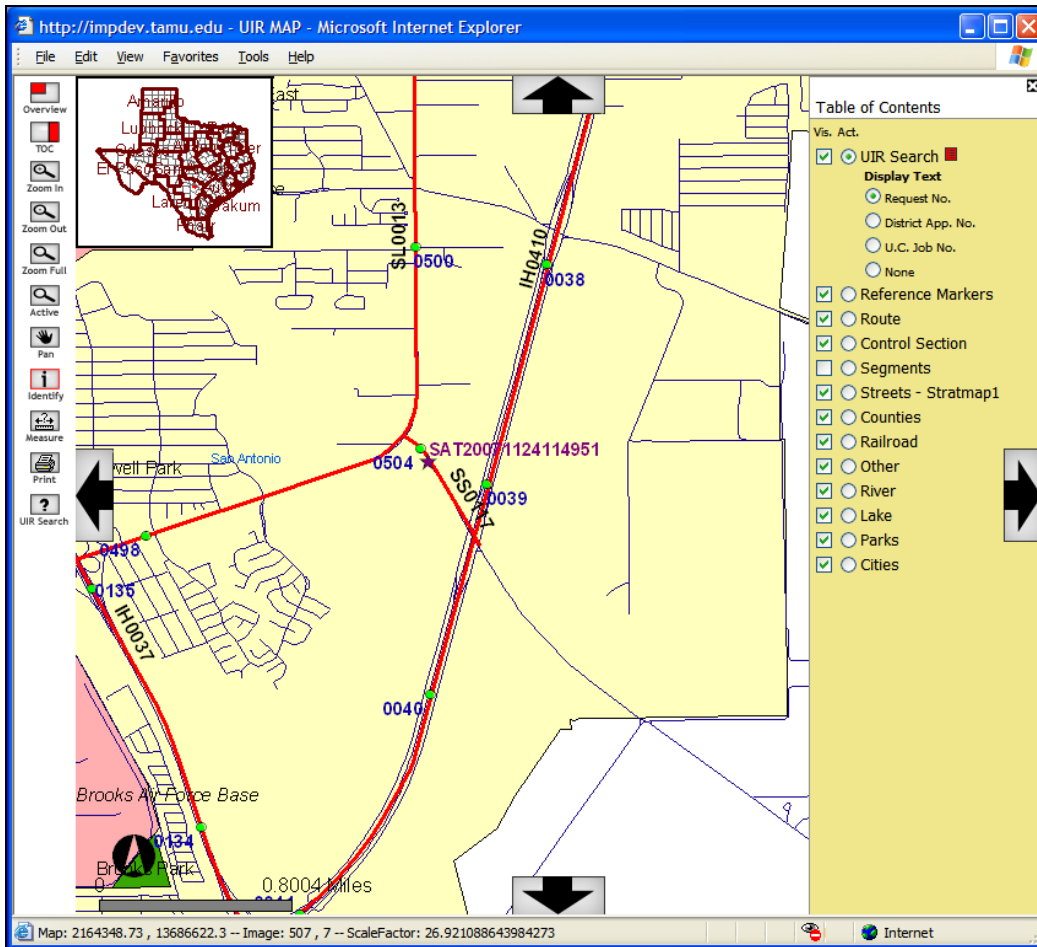 http://impdev.tamu.edu - UIR MAP - Microsoft Internet Explorer
File Edit View Favorites Tools Help
Overview
TOC
Zoom In
Zoom Out
Zoom Full
Active
Pan
Identify
Measure
Print
UIR Search
Amarillo
El Paso
Pharr
SL0013
0500
IH0410
0038
SAT20071124114951
0504
San Antonio
SS0117
0039
0498
0135
IH0037
0040
Brooks Air Force Base
0134
Brooks Park
0 0.8004 Miles
Table of Contents
Vis. Act.
UIR Search
Display Text
Request No.
District App. No.
U.C. Job No.
None
Reference Markers
Route
Control Section
Segments
Streets - Stratmap1
Counties
Railroad
Other
River
Lake
Parks
Cities
Map: 2164348.73 , 13686622.3 -- Image: 507 , 7 -- ScaleFactor: 26.921088643984273
Internet